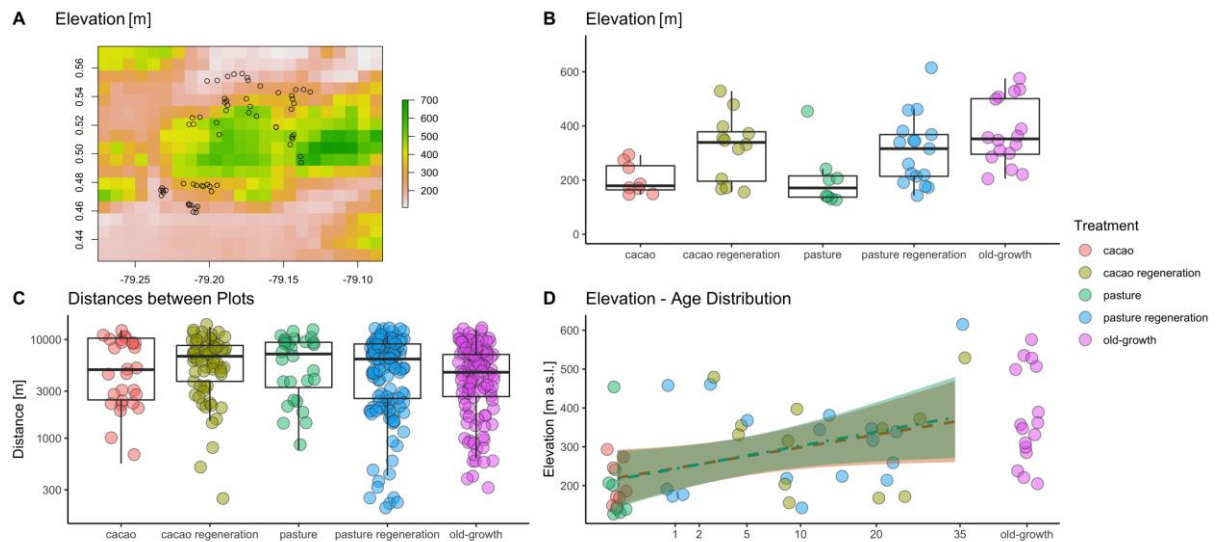 A Elevation [m]
0.56
0.54
0.52
0.50
0.48
0.46
0.44
-79.25 -79.20 -79.15 -79.10
700
600
500
400
300
200
B Elevation [m]
600
400
200
0
cacao cacao regeneration pasture pasture regeneration old-growth
Treatment
cacao
cacao regeneration
pasture
pasture regeneration
old-growth
C Distances between Plots
Distance [m]
10000
3000
1000
300
cacao cacao regeneration pasture pasture regeneration old-growth
D Elevation - Age Distribution
Elevation [m a.s.l.]
600
500
400
300
200
1 2 5 10 20 35 old-growth